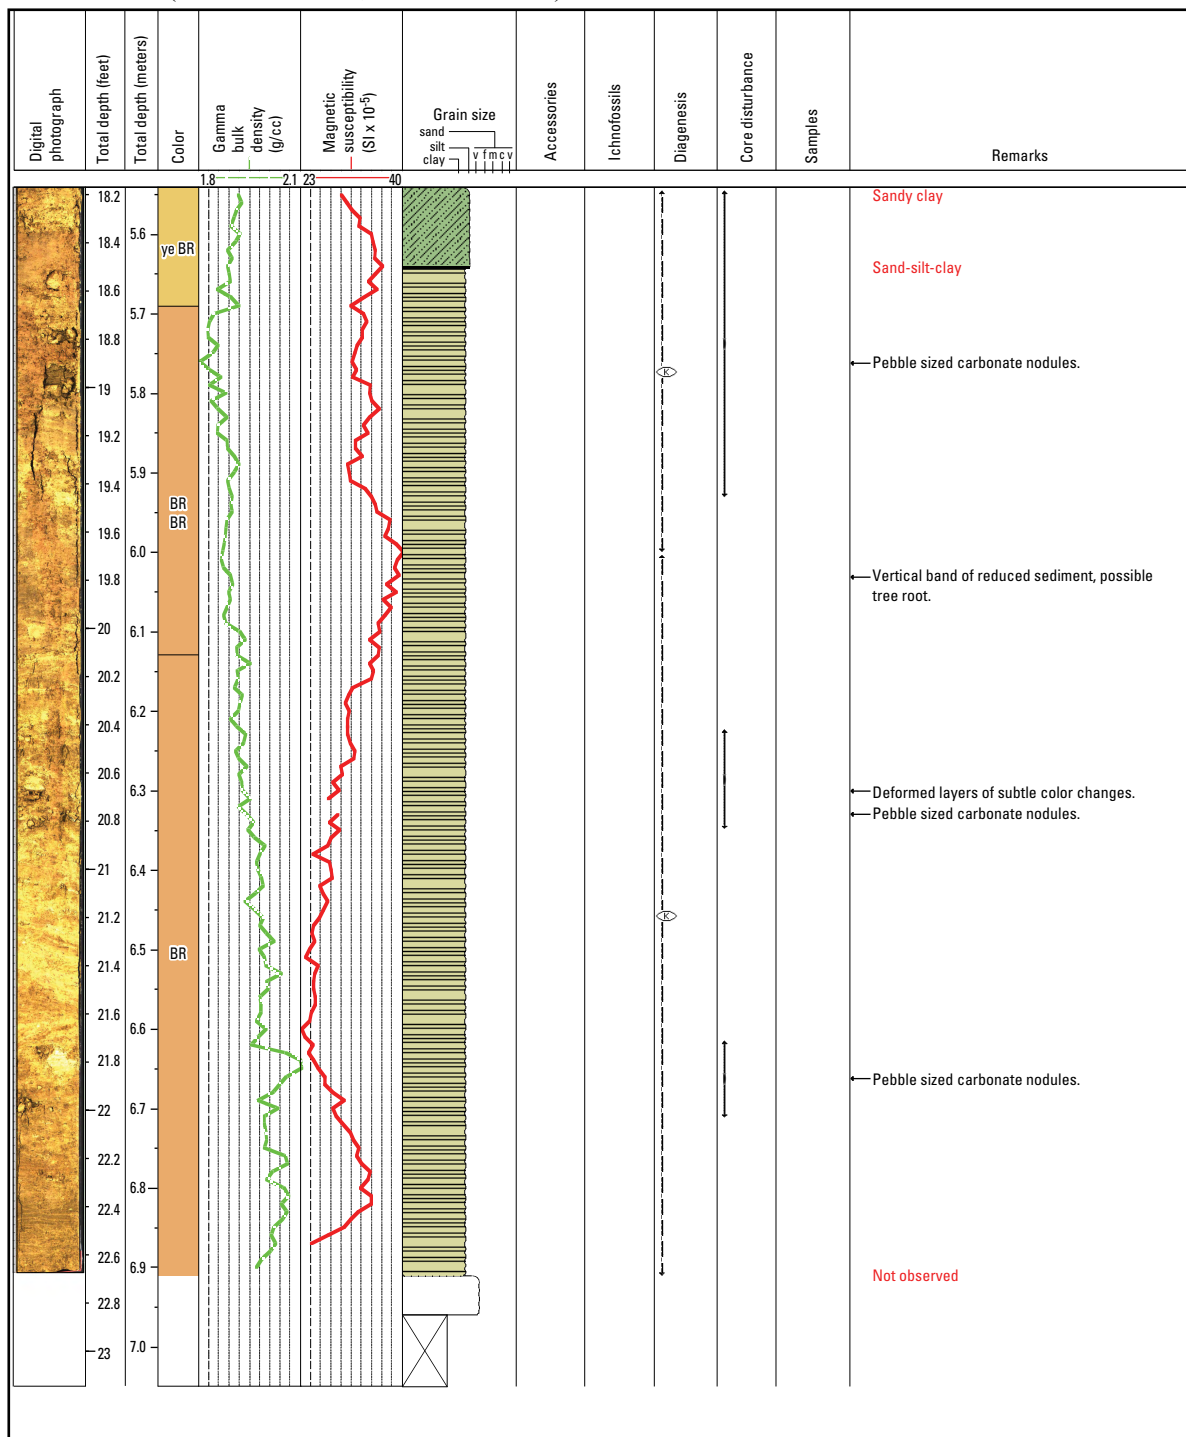 Digital
photograph
Total depth (feet)
Total depth (meters)
Color
Gamma
bulk
density
(g/cc)
Magnetic
susceptibility
(SI x 10-5)
Grain size
sand
silt
clay
v f m c v
Accessories
Ichnofossils
Diagenesis
Core disturbance
Samples
Remarks
1.8 2.1 23 40
18.2
18.4
18.6
18.8
19
19.2
19.4
19.6
19.8
20
20.2
20.4
20.6
20.8
21
21.2
21.4
21.6
21.8
22
22.2
22.4
22.6
22.8
23
5.6
5.7
5.8
5.9
6.0
6.1
6.2
6.3
6.4
6.5
6.6
6.7
6.8
6.9
7.0
ye BR
BR
BR
BR
K
K
Sandy clay
Sand-silt-clay
Pebble sized carbonate nodules.
Vertical band of reduced sediment, possible
tree root.
Deformed layers of subtle color changes.
Pebble sized carbonate nodules.
Pebble sized carbonate nodules.
Not observed